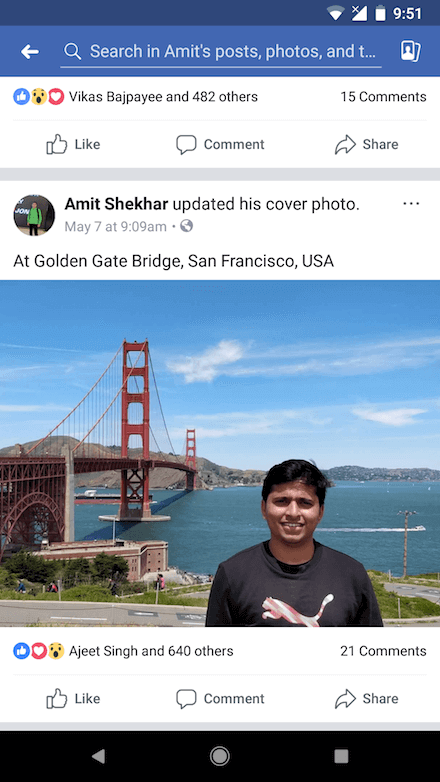 9:51
Search in Amit's posts, photos, and t...
Vikas Bajpayee and 482 others 15 Comments
Like Comment Share
Amit Shekhar updated his cover photo.
May 7 at 9:09am •
At Golden Gate Bridge, San Francisco, USA
Ajeet Singh and 640 others 21 Comments
Like Comment Share